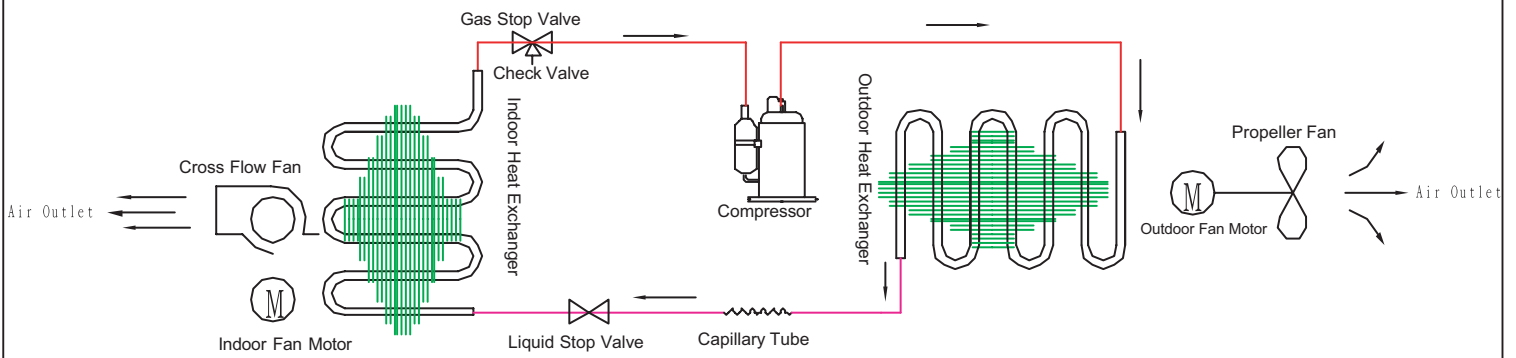 Gas Stop Valve
Check Valve
Indoor Heat Exchanger
Cross Flow Fan
Air Outlet
M
Indoor Fan Motor
Liquid Stop Valve
Capillary Tube
Compressor
Outdoor Heat Exchanger
Propeller Fan
M
Outdoor Fan Motor
Air Outlet